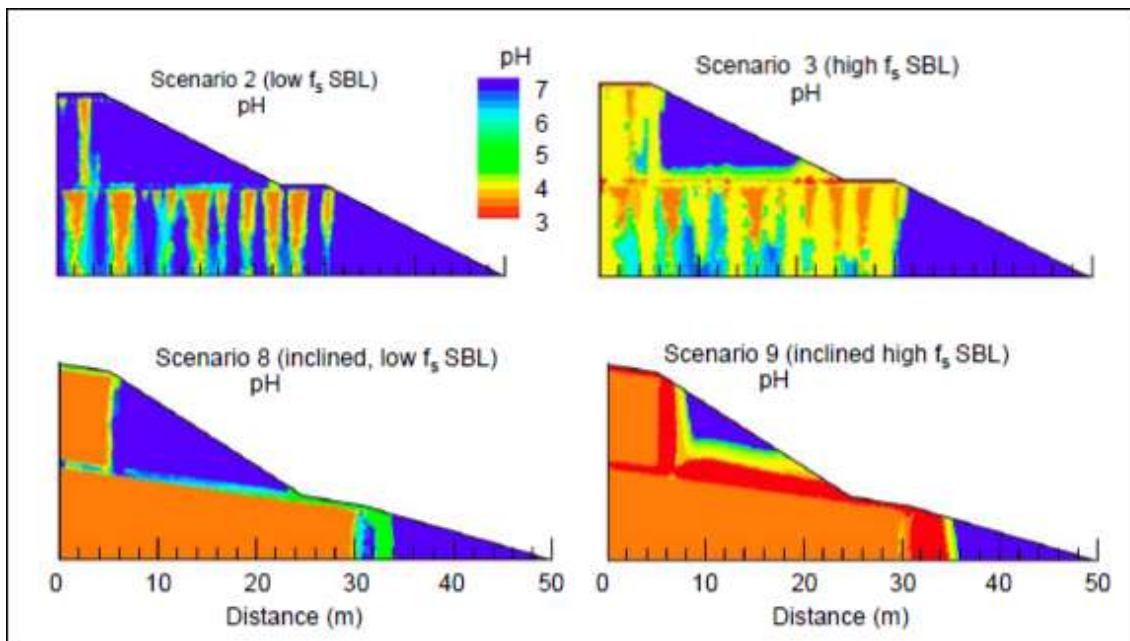 Scenario 2 (low fs SBL)
pH
pH
7
6
5
4
3
Scenario 3 (high fs SBL)
pH
Scenario 8 (inclined, low fs SBL)
pH
0 10 20 30 40 50
Distance (m)
Scenario 9 (inclined high fs SBL)
pH
0 10 20 30 40 50
Distance (m)